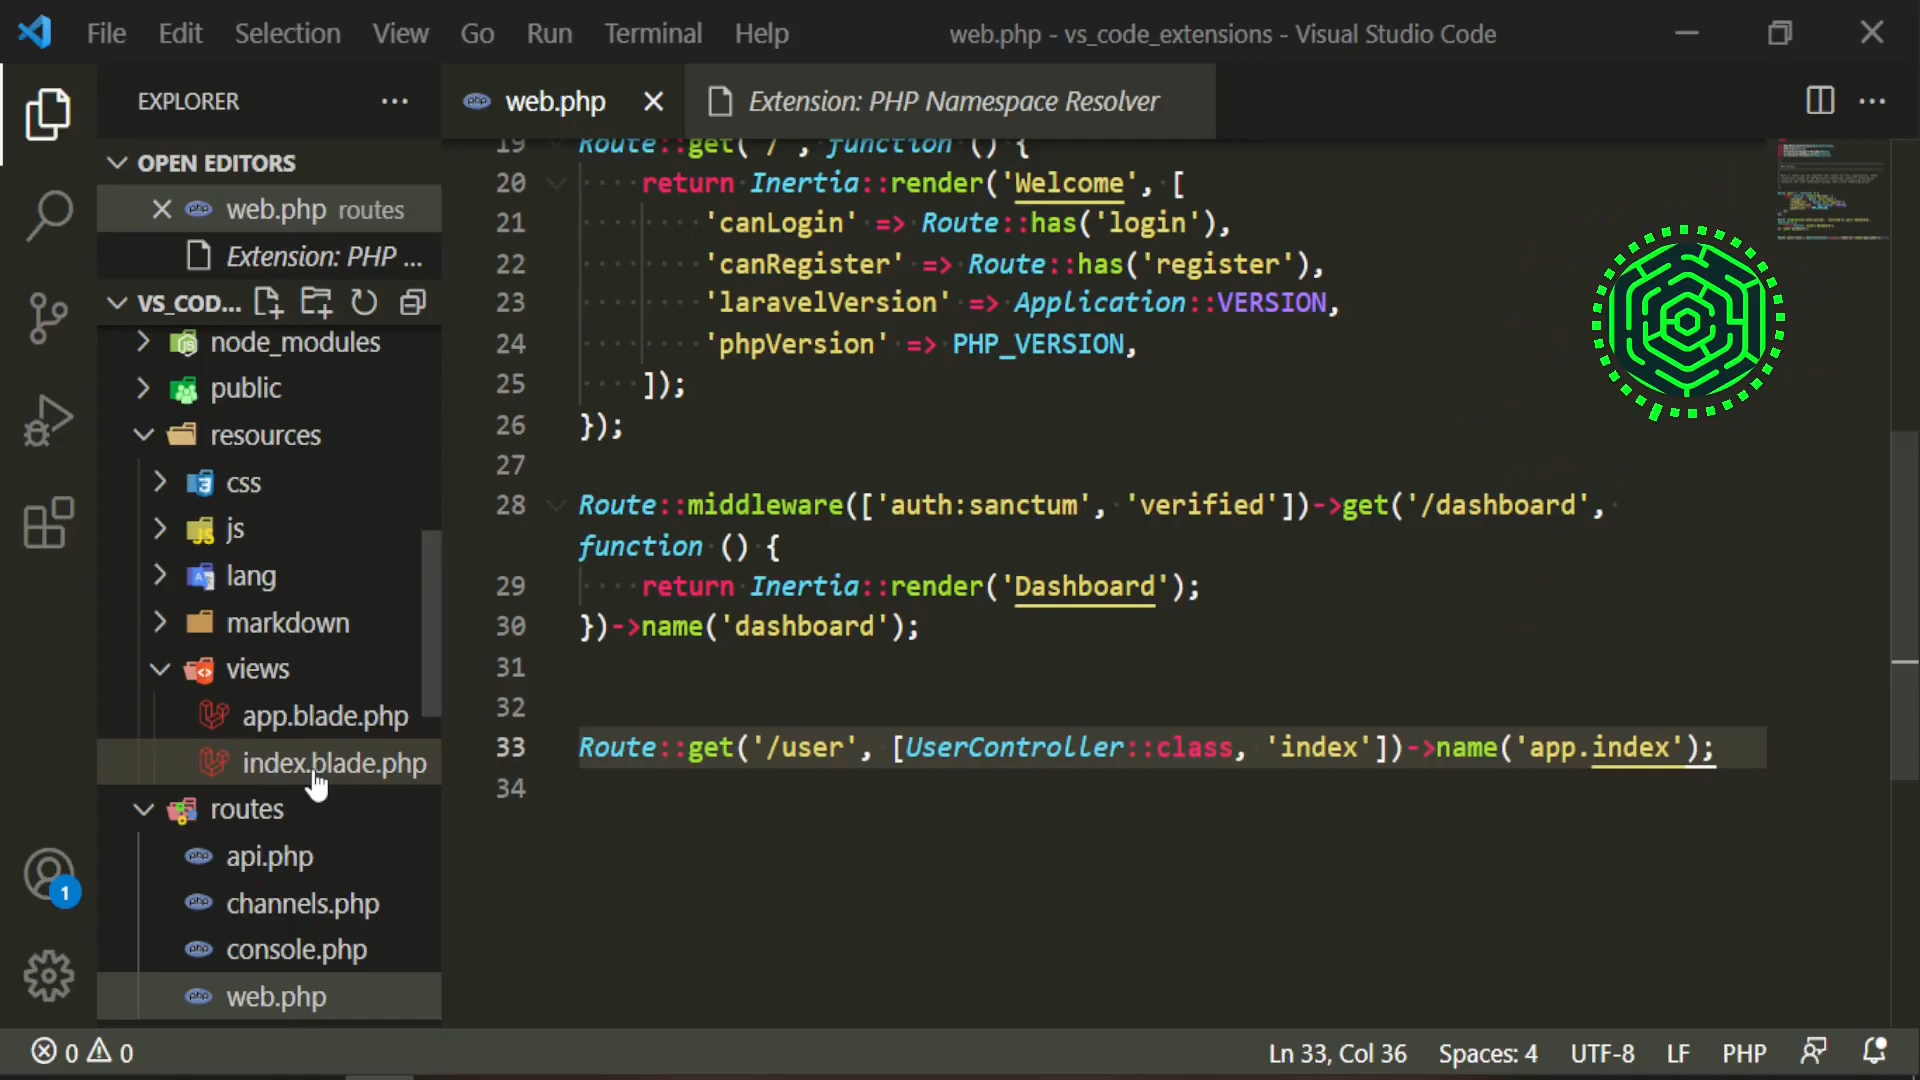 File Edit Selection View Go Run Terminal Help web.php - vs_code_extensions - Visual Studio Code
EXPLORER
OPEN EDITORS
web.php routes
Extension: PHP ...
VS_COD...
node_modules
public
resources
css
js
lang
markdown
views
app.blade.php
index.blade.php
routes
api.php
channels.php
console.php
web.php
web.php Extension: PHP Namespace Resolver
19 Route::get('/', function () {
20 return Inertia::render('Welcome', [
21 'canLogin' => Route::has('login'),
22 'canRegister' => Route::has('register'),
23 'laravelVersion' => Application::VERSION,
24 'phpVersion' => PHP_VERSION,
25 ]);
26 });
27
28 Route::middleware(['auth:sanctum', 'verified'])->get('/dashboard',
function () {
29 return Inertia::render('Dashboard');
30 })->name('dashboard');
31
32
33 Route::get('/user', [UserController::class, 'index'])->name('app.index');
34
1
0 0 Ln 33, Col 36 Spaces: 4 UTF-8 LF PHP